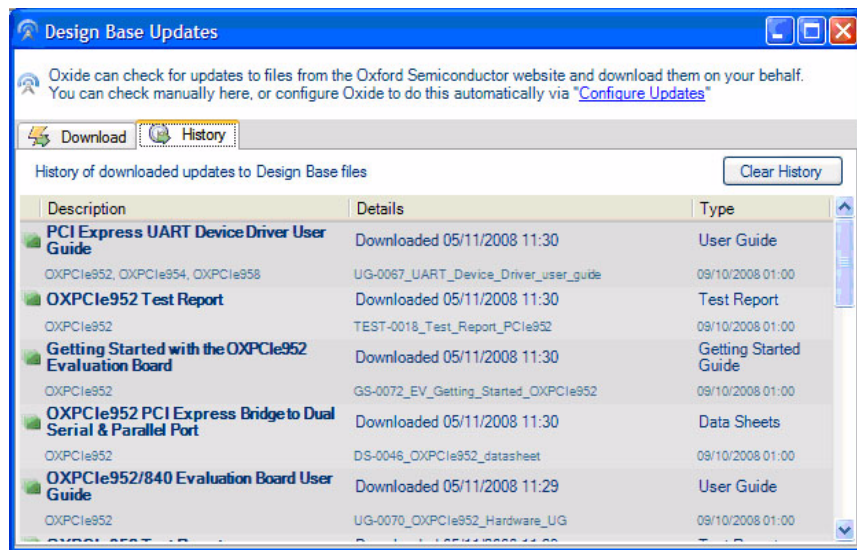 Design Base Updates
Oxide can check for updates to files from the Oxford Semiconductor website and download them on your behalf.
You can check manually here, or configure Oxide to do this automatically via "Configure Updates"
Download History
History of downloaded updates to Design Base files Clear History
Description Details Type
PCI Express UART Device Driver User
Guide Downloaded 05/11/2008 11:30 User Guide
OXPCIe952, OXPCIe954, OXPCIe958 UG-0067_UART_Device_Driver_user_guide 09/10/2008 01:00
OXPCIe952 Test Report Downloaded 05/11/2008 11:30 Test Report
OXPCIe952 TEST-0018_Test_Report_PCIe952 09/10/2008 01:00
Getting Started with the OXPCIe952
Evaluation Board Downloaded 05/11/2008 11:30 Getting Started
Guide
OXPCIe952 GS-0072_EV_Getting_Started_OXPCIe952 09/10/2008 01:00
OXPCIe952 PCI Express Bridge to Dual
Serial & Parallel Port Downloaded 05/11/2008 11:30 Data Sheets
OXPCIe952 DS-0046_OXPCIe952_datasheet 09/10/2008 01:00
OXPCIe952/840 Evaluation Board User
Guide Downloaded 05/11/2008 11:29 User Guide
OXPCIe952 UG-0070_OXPCIe952_Hardware_UG 09/10/2008 01:00